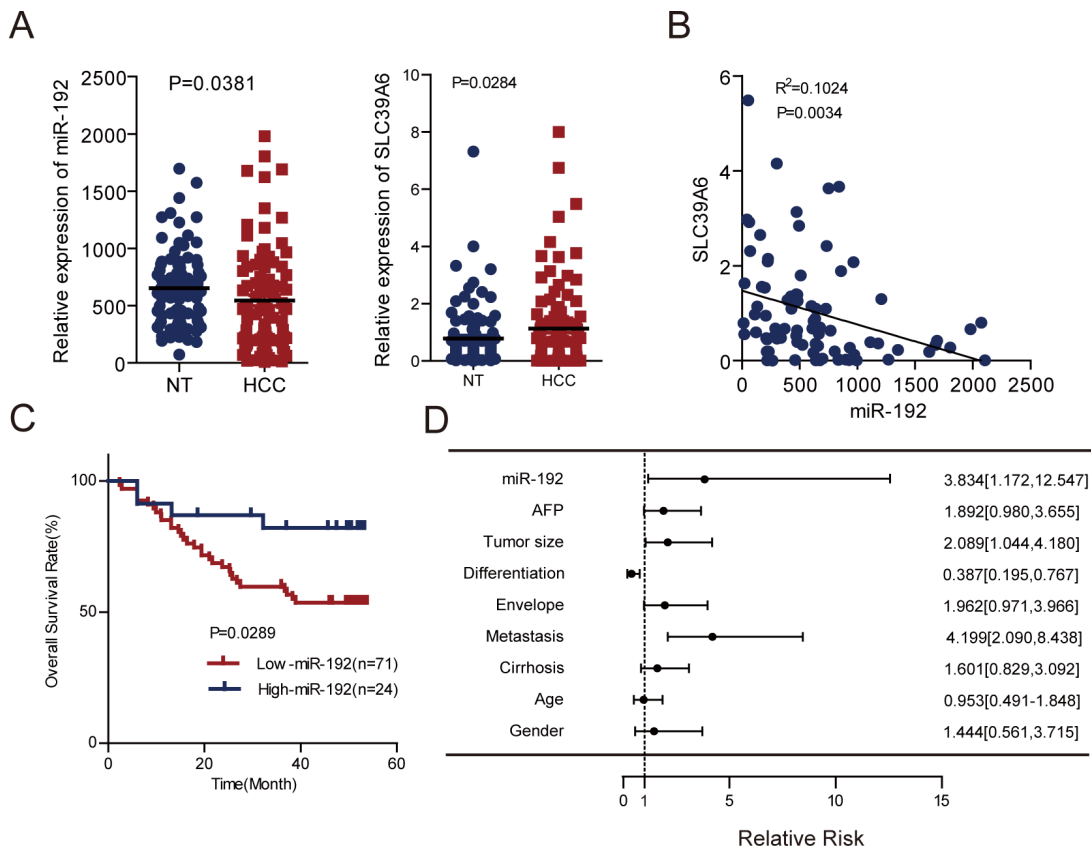 A
Relative expression of miR-192
2500
2000
1500
1000
500
0
P=0.0381
NT
HCC
Relative expression of SLC39A6
10
8
6
4
2
0
P=0.0284
NT
HCC
B
SLC39A6
6
4
2
0
R²=0.1024
P=0.0034
0
500
1000
1500
2000
2500
miR-192
C
Overall Survival Rate(%)
100
50
0
P=0.0289
Low-miR-192(n=71)
High-miR-192(n=24)
0
20
40
60
Time(Month)
D
miR-192 3.834[1.172,12.547]
AFP 1.892[0.980,3.655]
Tumor size 2.089[1.044,4.180]
Differentiation 0.387[0.195,0.767]
Envelope 1.962[0.971,3.966]
Metastasis 4.199[2.090,8.438]
Cirrhosis 1.601[0.829,3.092]
Age 0.953[0.491-1.848]
Gender 1.444[0.561,3.715]
0 1 5 10 15
Relative Risk